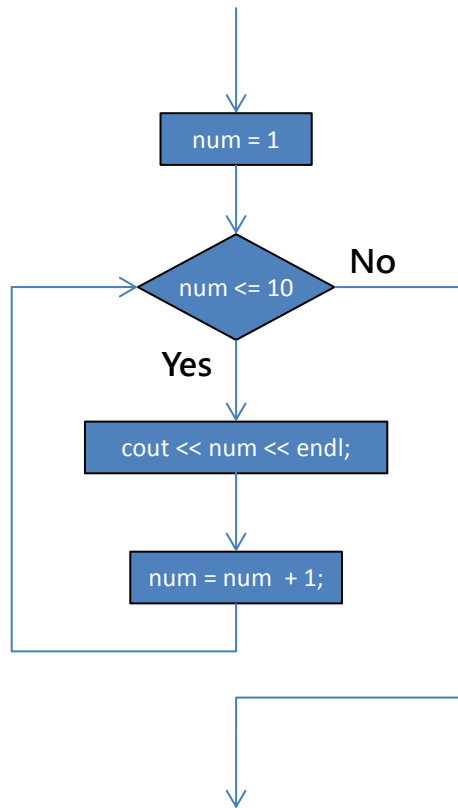 num = 1
num <= 10
No
Yes
cout << num << endl;
num = num  + 1;